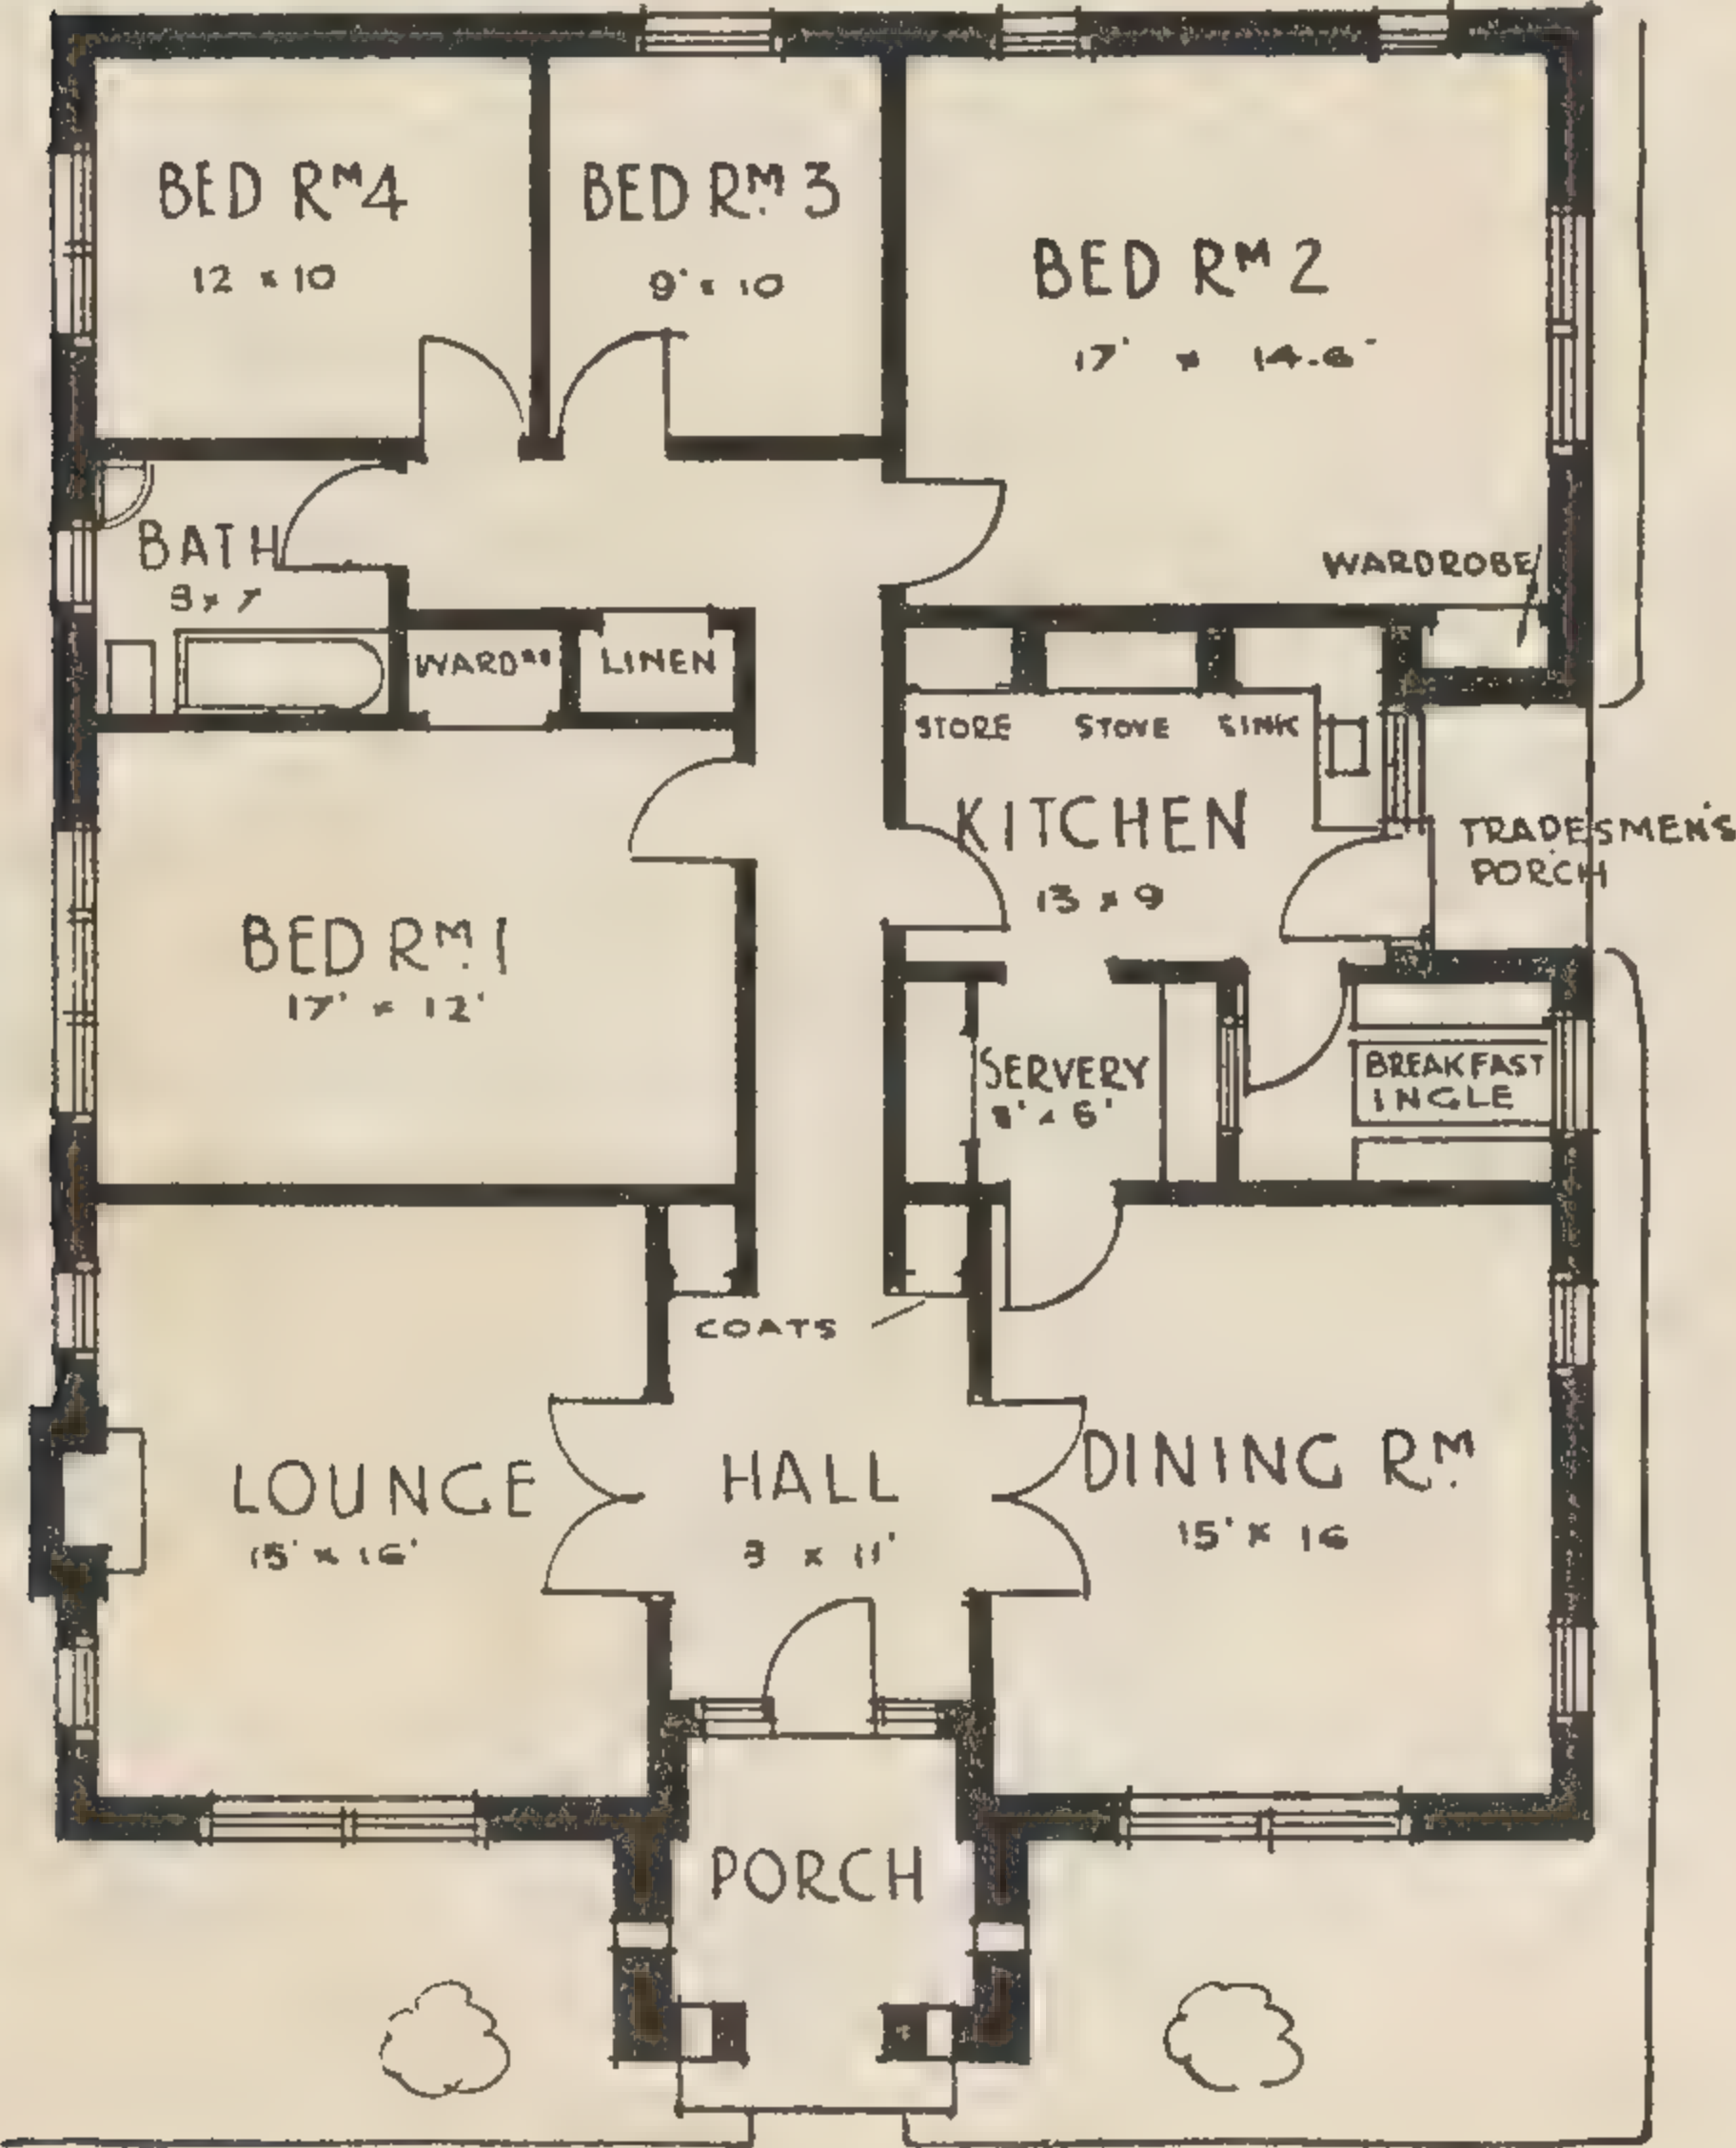 BED RM 4
12 x 10
BED RM. 3
9' x 10
BED RM 2
17' x 14.6"
WARDROBE
BATH
8 x 7
WARDRB
LINEN
STORE
STOVE
SINK
KITCHEN
13 x 9
TRADESMEN'S
PORCH
BED RM. 1
17' x 12'
SERVERY
8' x 6'
BREAKFAST
INGLE
COATS
LOUNGE
15' x 16'
HALL
8 x 11'
DINING RM.
15' x 16
PORCH